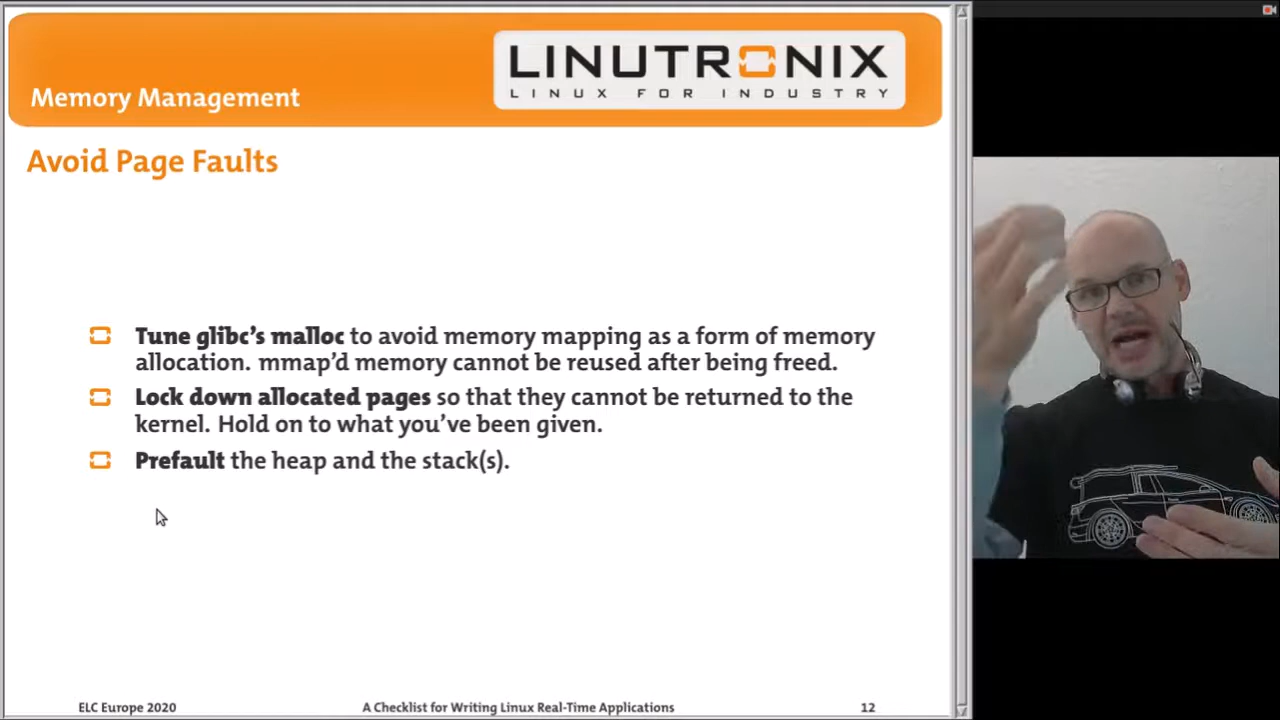 LINUTRONIX
LINUX FOR INDUSTRY
Memory Management
Avoid Page Faults
Tune glibc's malloc to avoid memory mapping as a form of memory
allocation. mmap'd memory cannot be reused after being freed.
Lock down allocated pages so that they cannot be returned to the
kernel. Hold on to what you've been given.
Prefault the heap and the stack(s).
ELC Europe 2020
A Checklist for Writing Linux Real-Time Applications
12